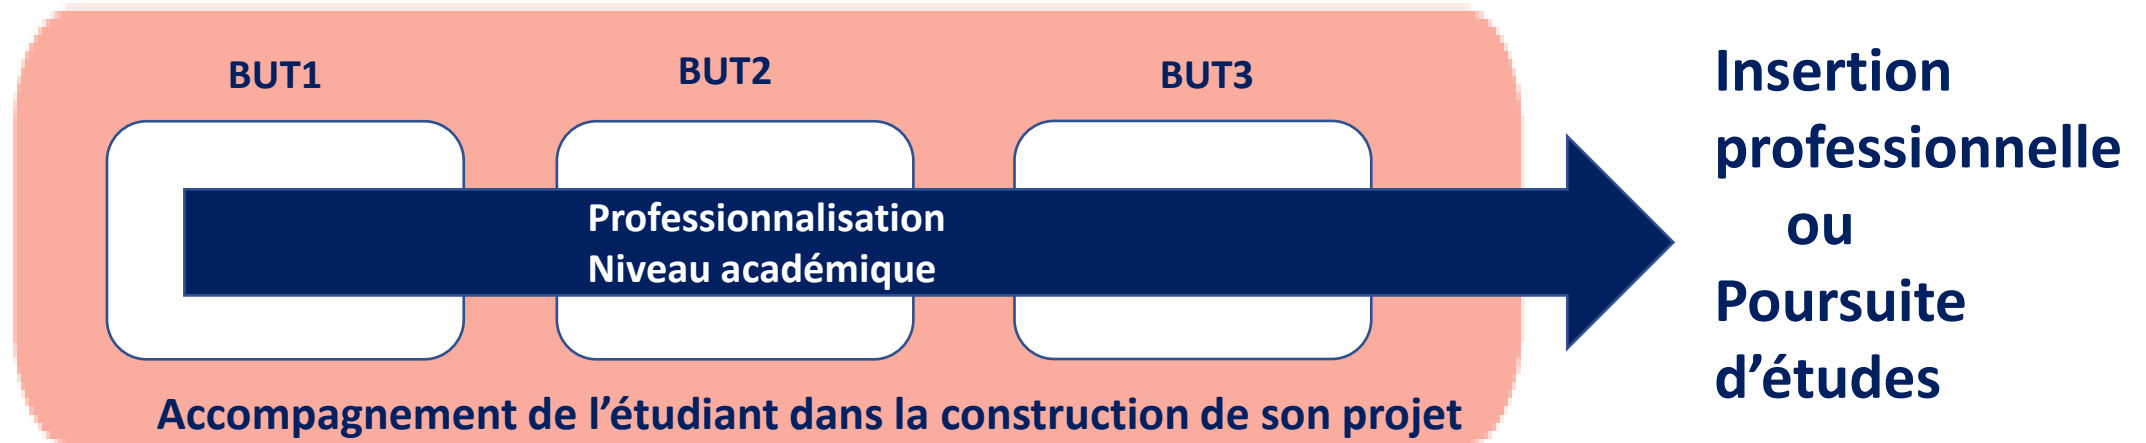 BUT1
BUT2
BUT3
Professionnalisation
Niveau académique
Accompagnement de l’étudiant dans la construction de son projet
Insertion
professionnelle
ou
Poursuite
d’études